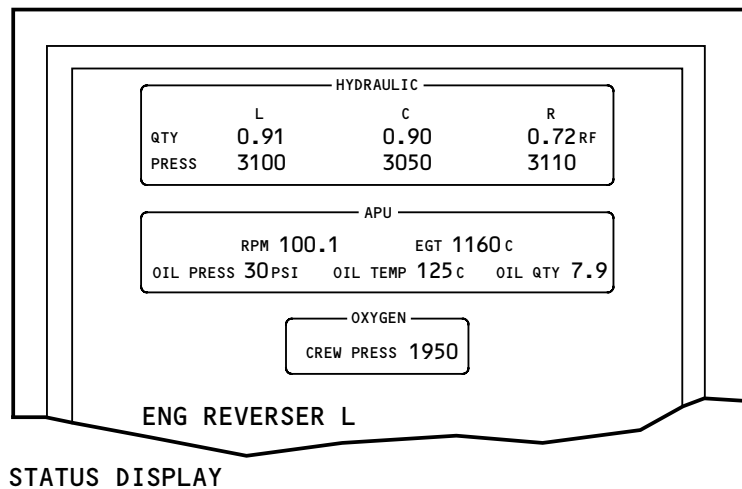 HYDRAULIC
L C R
QTY 0.91 0.90 0.72 RF
PRESS 3100 3050 3110
APU
RPM 100.1 EGT 1160 C
OIL PRESS 30 PSI OIL TEMP 125 C OIL QTY 7.9
OXYGEN
CREW PRESS 1950
ENG REVERSER L
STATUS DISPLAY